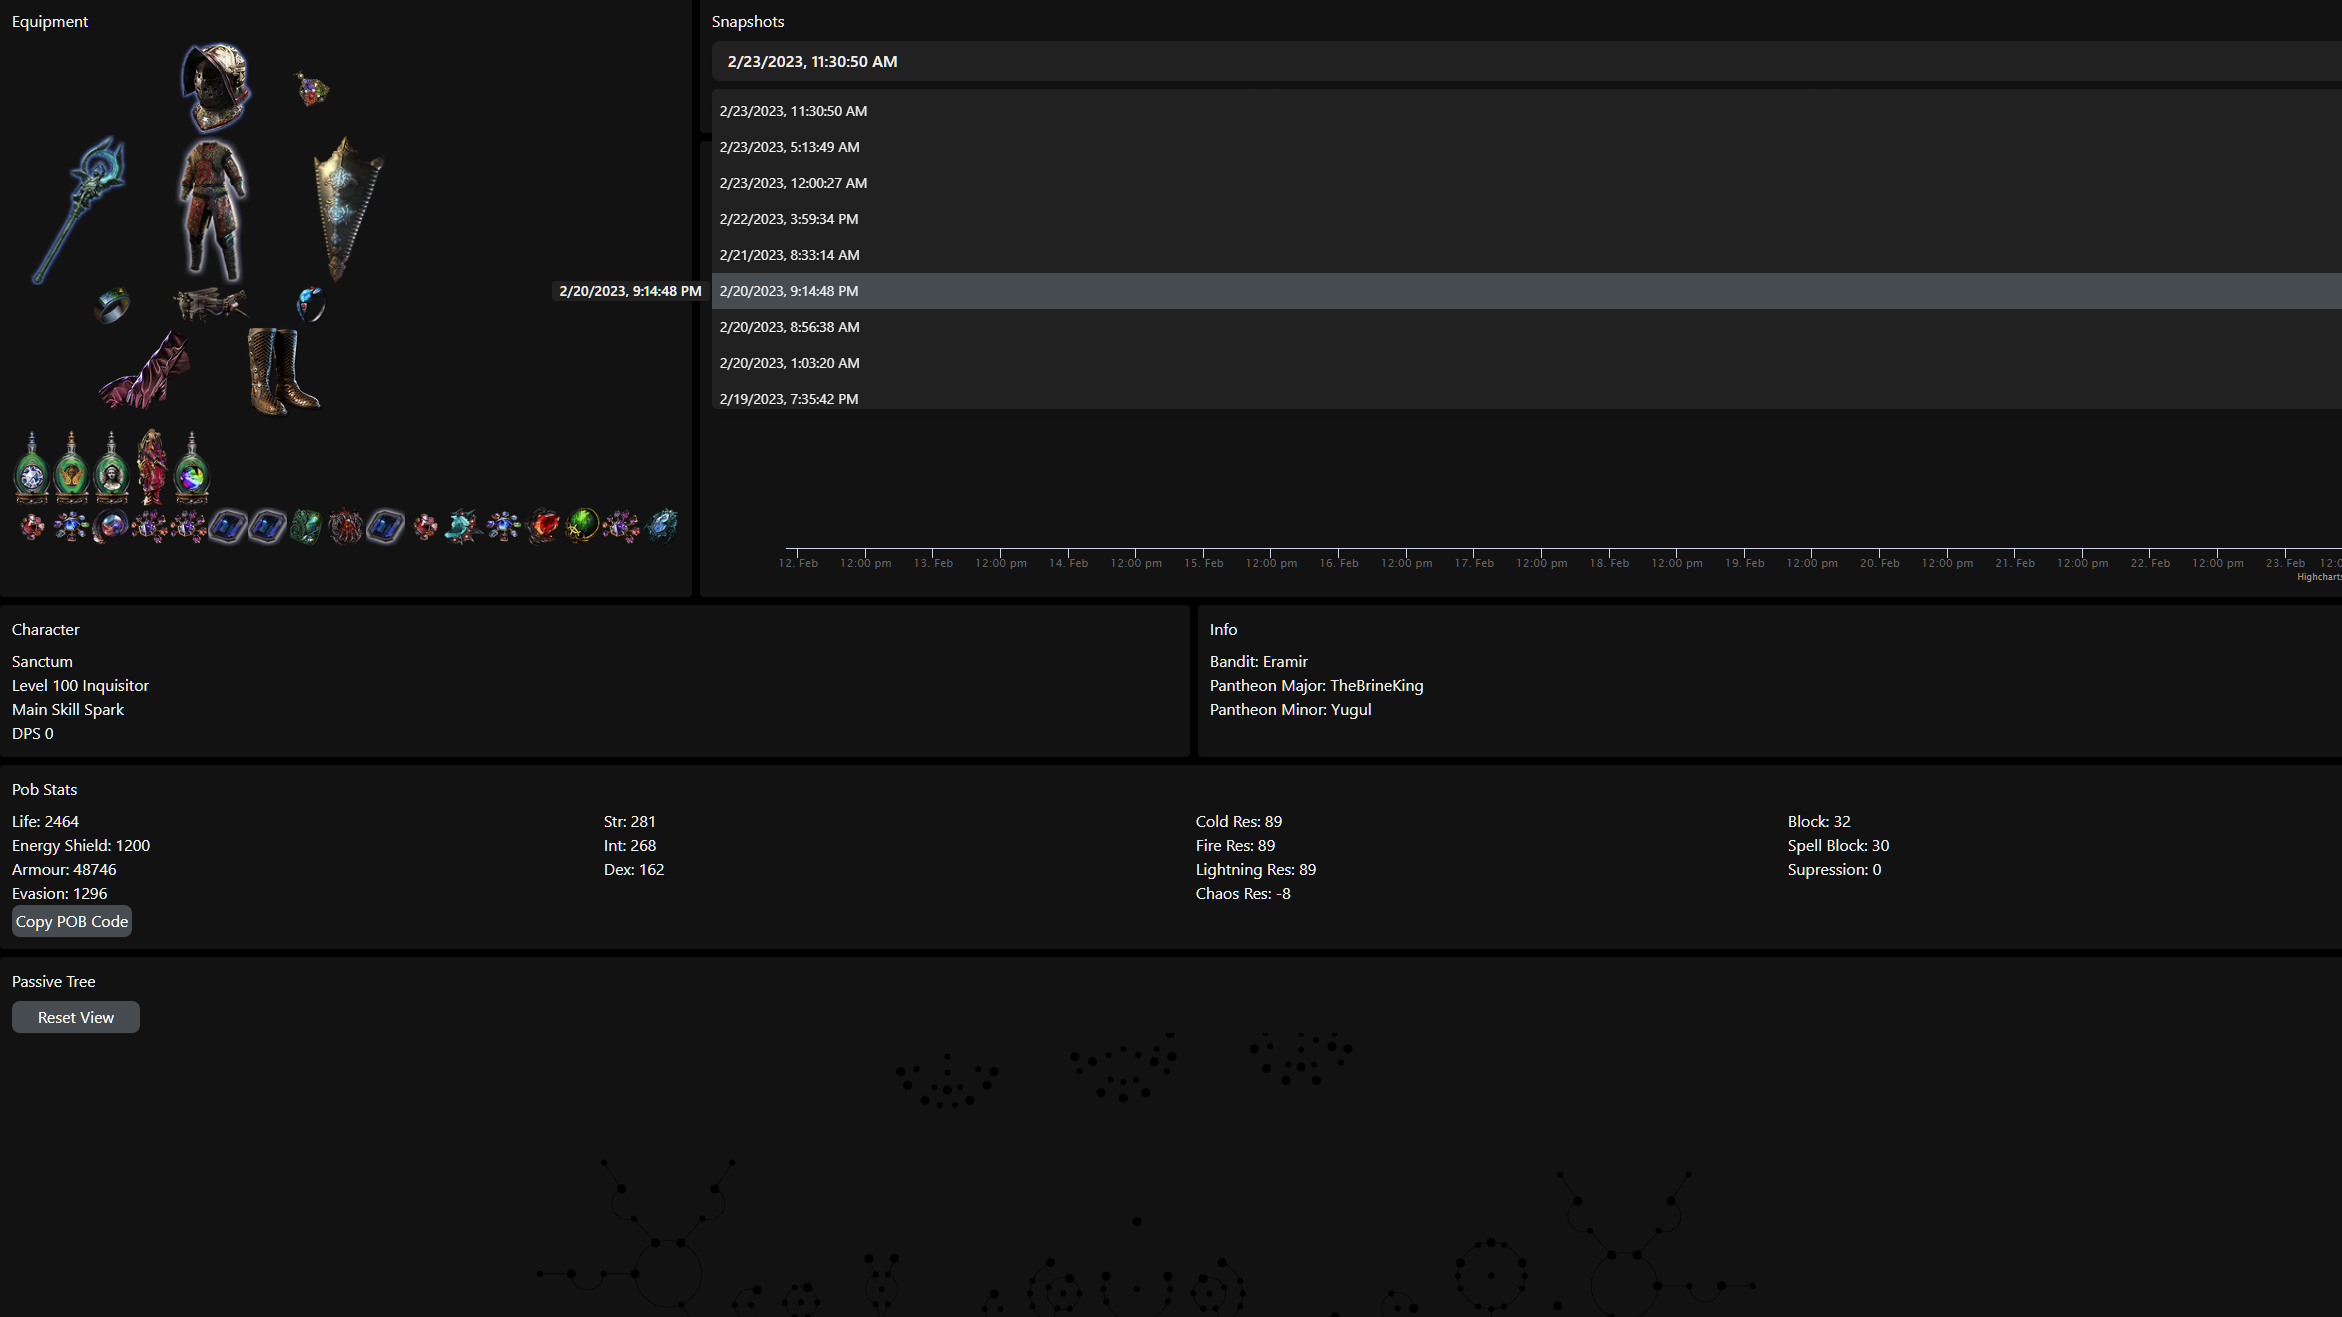 Equipment
Snapshots
2/23/2023, 11:30:50 AM
2/23/2023, 11:30:50 AM
2/23/2023, 5:13:49 AM
2/23/2023, 12:00:27 AM
2/22/2023, 3:59:34 PM
2/21/2023, 8:33:14 AM
2/20/2023, 9:14:48 PM
2/20/2023, 9:14:48 PM
2/20/2023, 8:56:38 AM
2/20/2023, 1:03:20 AM
2/19/2023, 7:35:42 PM
12. Feb 12:00 pm 13. Feb 12:00 pm 14. Feb 12:00 pm 15. Feb 12:00 pm 16. Feb 12:00 pm 17. Feb 12:00 pm 18. Feb 12:00 pm 19. Feb 12:00 pm 20. Feb 12:00 pm 21. Feb 12:00 pm 22. Feb 12:00 pm 23. Feb 12:0
Highcharts
Character
Sanctum
Level 100 Inquisitor
Main Skill Spark
DPS 0
Info
Bandit: Eramir
Pantheon Major: TheBrineKing
Pantheon Minor: Yugul
Pob Stats
Life: 2464
Energy Shield: 1200
Armour: 48746
Evasion: 1296
Copy POB Code
Str: 281
Int: 268
Dex: 162
Cold Res: 89
Fire Res: 89
Lightning Res: 89
Chaos Res: -8
Block: 32
Spell Block: 30
Supression: 0
Passive Tree
Reset View